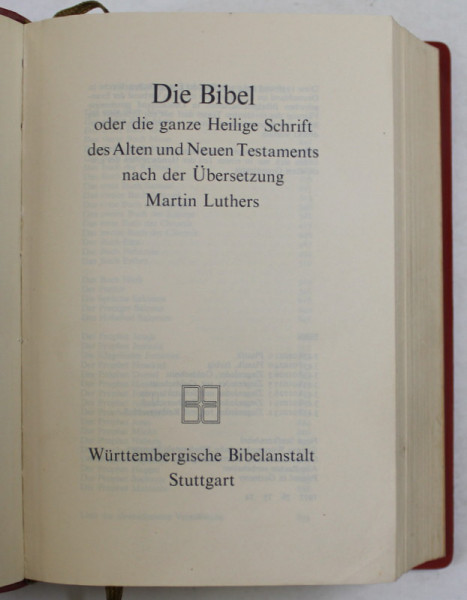 Die Bibel
oder die ganze Heilige Schrift
des Alten und Neuen Testaments
nach der Übersetzung
Martin Luthers
Württembergische Bibelanstalt
Stuttgart